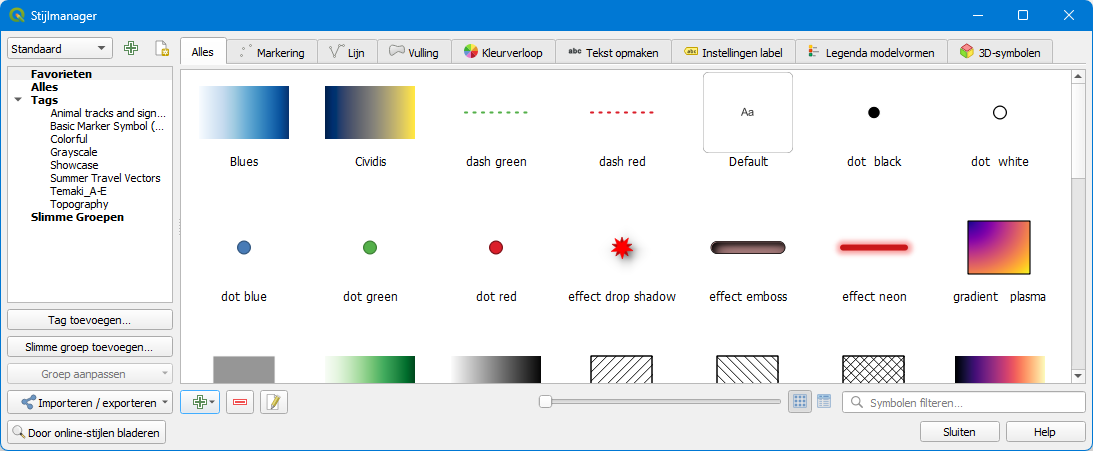 Stijlmanager
Standaard
Alles
Markering
Lijn
Vulling
Kleurverloop
abc Tekst opmaken
abc Instellingen label
Legenda modelvormen
3D-symbolen
Favorieten
Alles
Tags
Animal tracks and sign...
Basic Marker Symbol (...
Colorful
Grayscale
Showcase
Summer Travel Vectors
Temaki_A-E
Topography
Slimme Groepen
Aa
Blues
Cividis
dash green
dash red
Default
dot black
dot white
dot blue
dot green
dot red
effect drop shadow
effect emboss
effect neon
gradient plasma
Tag toevoegen...
Slimme groep toevoegen...
Groep aanpassen
Importeren / exporteren
Symbolen filteren...
Door online-stijlen bladeren
Sluiten
Help